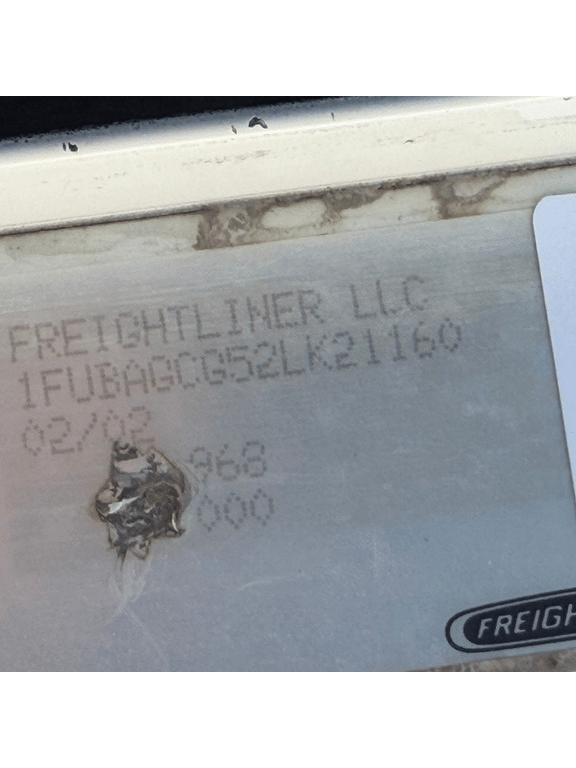 FREIGHTLINER LLC
1FUBAGCG52LK21160
02/02
968
000
FREIGH